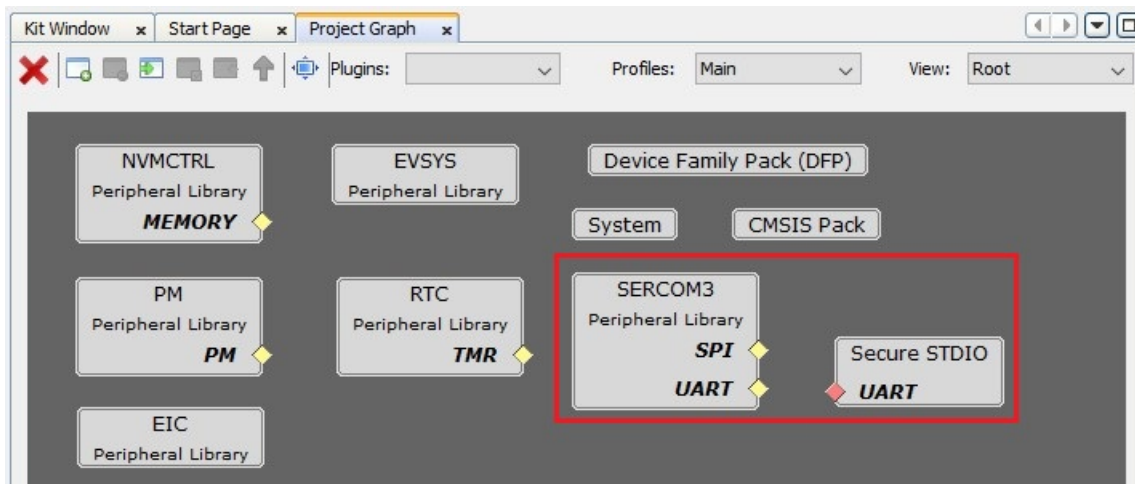 Kit Window x Start Page x Project Graph x
Plugins: Profiles: Main View: Root
NVMCTRL
Peripheral Library
MEMORY
EVSYS
Peripheral Library
Device Family Pack (DFP)
System CMSIS Pack
PM
Peripheral Library
PM
RTC
Peripheral Library
TMR
SERCOM3
Peripheral Library
SPI
UART
Secure STDIO
UART
EIC
Peripheral Library